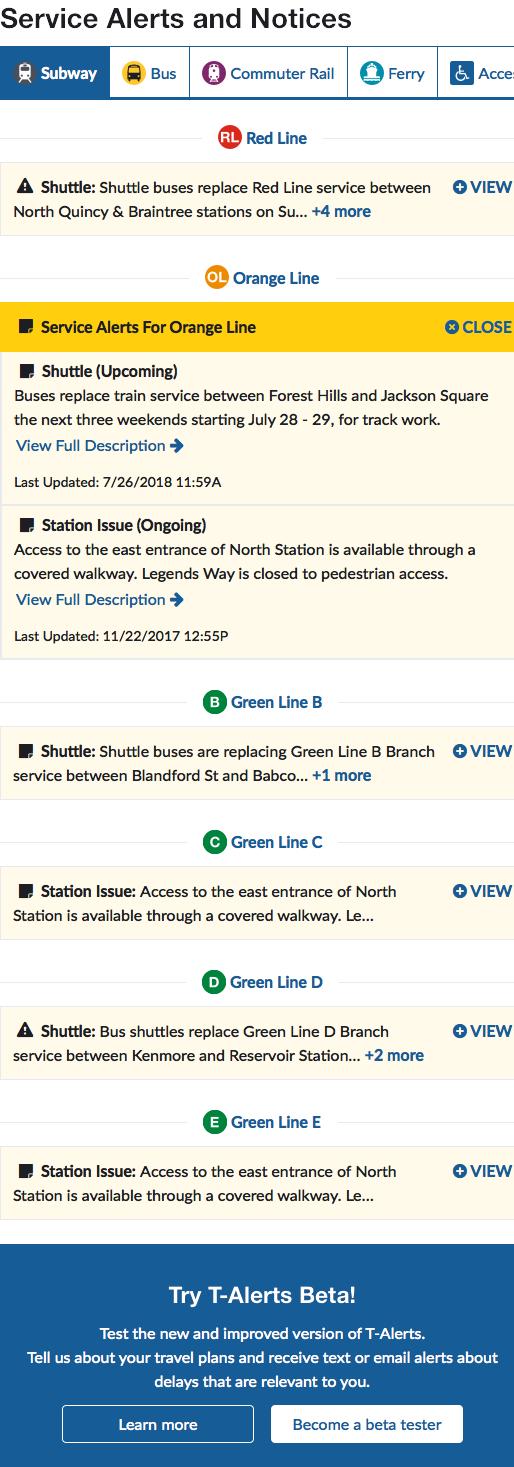 Service Alerts and Notices
Subway Bus Commuter Rail Ferry Acce
RL Red Line
Shuttle: Shuttle buses replace Red Line service between VIEW
North Quincy & Braintree stations on Su... +4 more
OL Orange Line
Service Alerts For Orange Line CLOSE
Shuttle (Upcoming)
Buses replace train service between Forest Hills and Jackson Square
the next three weekends starting July 28 - 29, for track work.
View Full Description
Last Updated: 7/26/2018 11:59A
Station Issue (Ongoing)
Access to the east entrance of North Station is available through a
covered walkway. Legends Way is closed to pedestrian access.
View Full Description
Last Updated: 11/22/2017 12:55P
B Green Line B
Shuttle: Shuttle buses are replacing Green Line B Branch VIEW
service between Blandford St and Babco... +1 more
C Green Line C
Station Issue: Access to the east entrance of North VIEW
Station is available through a covered walkway. Le...
D Green Line D
Shuttle: Bus shuttles replace Green Line D Branch VIEW
service between Kenmore and Reservoir Station... +2 more
E Green Line E
Station Issue: Access to the east entrance of North VIEW
Station is available through a covered walkway. Le...
Try T-Alerts Beta!
Test the new and improved version of T-Alerts.
Tell us about your travel plans and receive text or email alerts about
delays that are relevant to you.
Learn more Become a beta tester